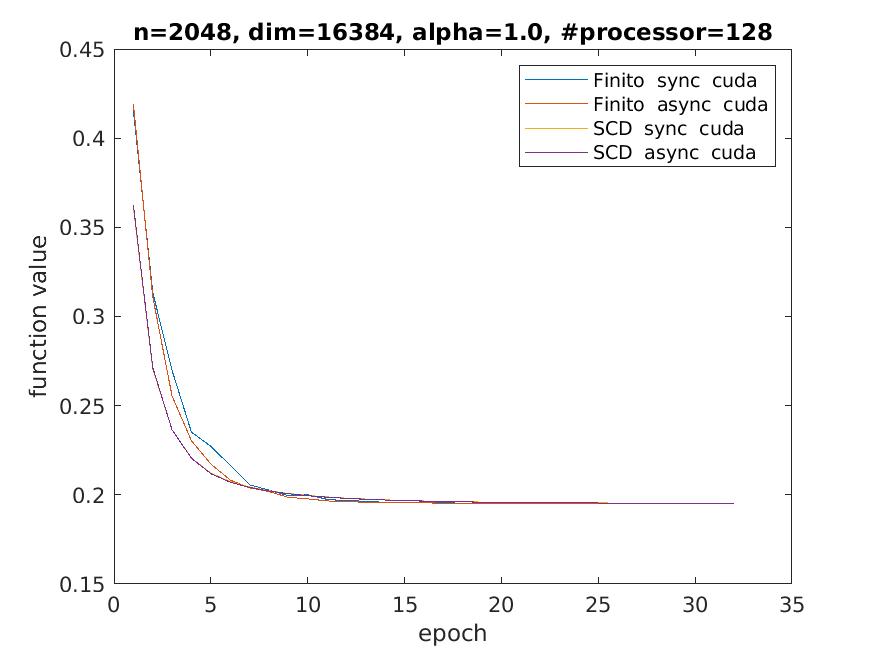 n=2048, dim=16384, alpha=1.0, #processor=128
0.45
0.4
0.35
0.3
0.25
0.2
0.15
function value
Finito sync cuda
Finito async cuda
SCD sync cuda
SCD async cuda
0 5 10 15 20 25 30 35
epoch